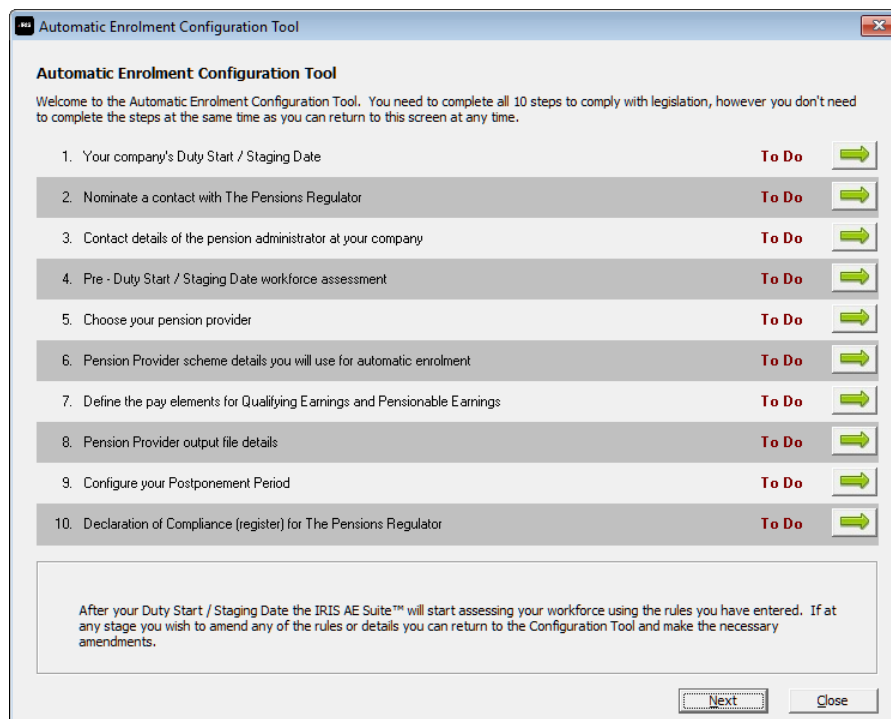 Automatic Enrolment Configuration Tool
Automatic Enrolment Configuration Tool
Welcome to the Automatic Enrolment Configuration Tool. You need to complete all 10 steps to comply with legislation, however you don't need
to complete the steps at the same time as you can return to this screen at any time.
1. Your company's Duty Start / Staging Date To Do
2. Nominate a contact with The Pensions Regulator To Do
3. Contact details of the pension administrator at your company To Do
4. Pre - Duty Start / Staging Date workforce assessment To Do
5. Choose your pension provider To Do
6. Pension Provider scheme details you will use for automatic enrolment To Do
7. Define the pay elements for Qualifying Earnings and Pensionable Earnings To Do
8. Pension Provider output file details To Do
9. Configure your Postponement Period To Do
10. Declaration of Compliance (register) for The Pensions Regulator To Do
After your Duty Start / Staging Date the IRIS AE Suite™ will start assessing your workforce using the rules you have entered. If at
any stage you wish to amend any of the rules or details you can return to the Configuration Tool and make the necessary
amendments.
Next Close